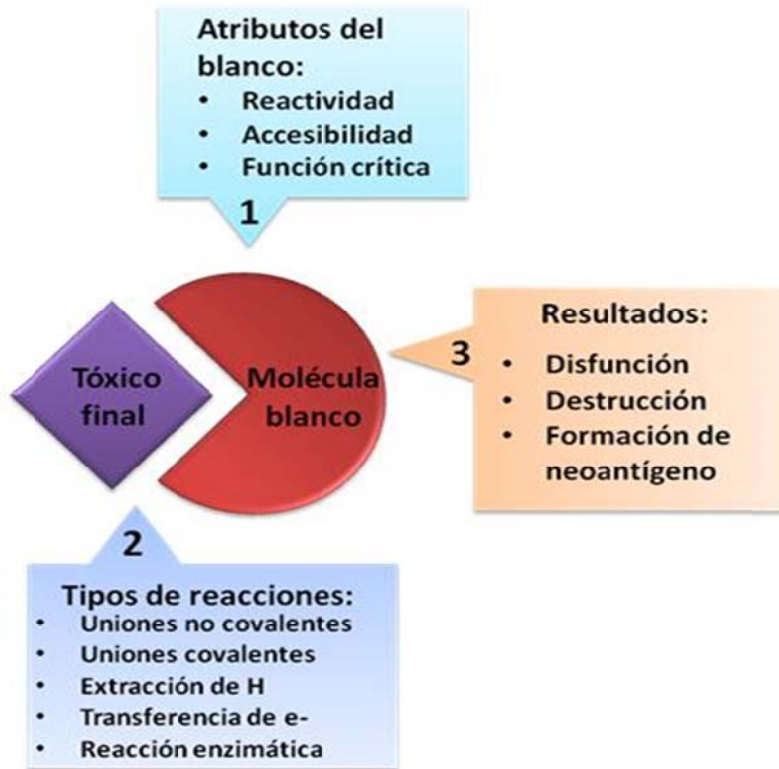 Atributos del
blanco:
• Reactividad
• Accesibilidad
• Función crítica
1
Tóxico
final
Molécula
blanco
3
Resultados:
• Disfunción
• Destrucción
• Formación de
neoantígeno
2
Tipos de reacciones:
• Uniones no covalentes
• Uniones covalentes
• Extracción de H
• Transferencia de e-
• Reacción enzimática